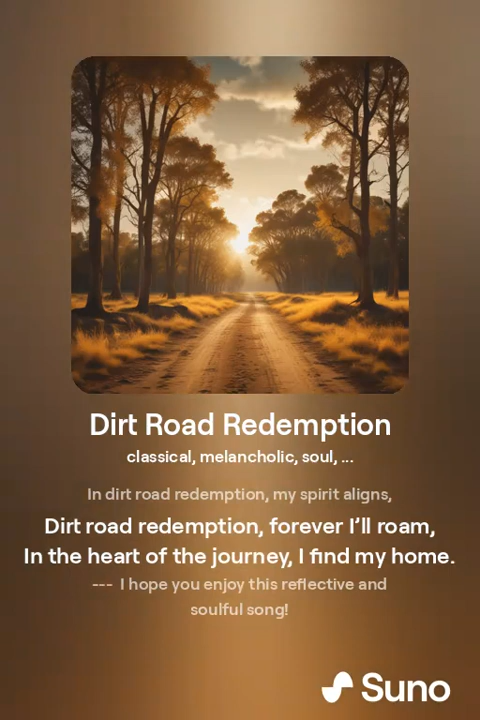 Dirt Road Redemption
classical, melancholic, soul, ...
In dirt road redemption, my spirit aligns,
Dirt road redemption, forever I’ll roam,
In the heart of the journey, I find my home.
--- I hope you enjoy this reflective and
soulful song!
Suno